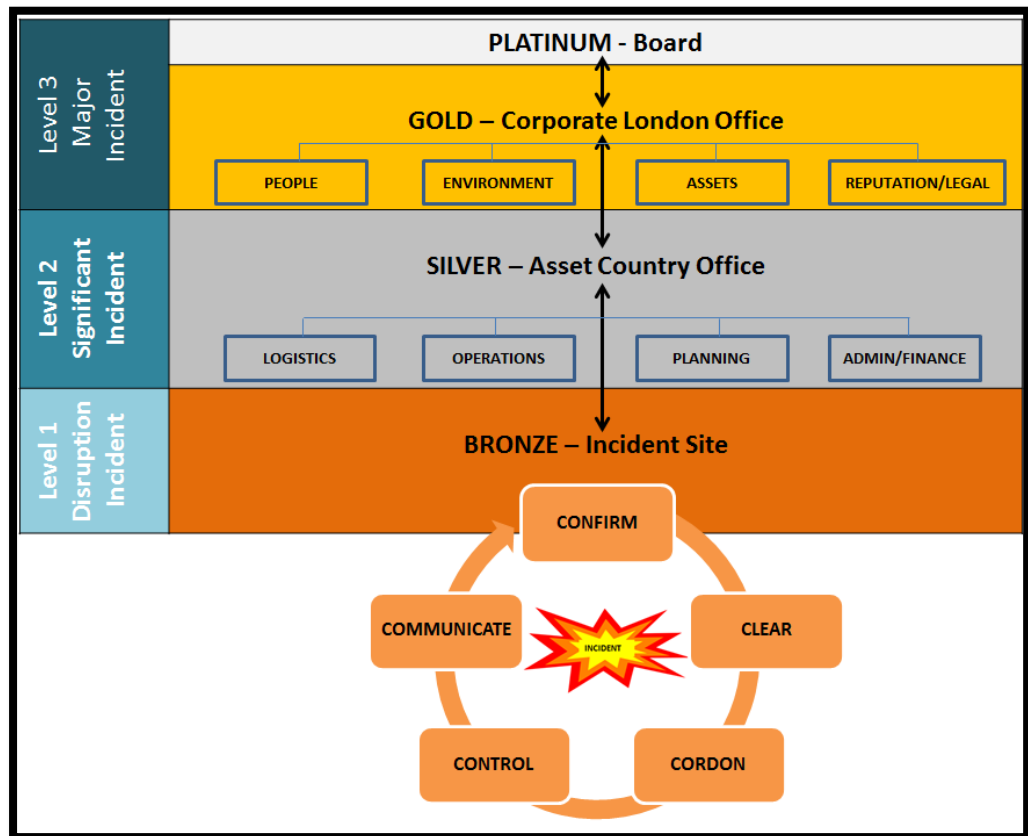 PLATINUM - Board
Level 3
Major
Incident
GOLD – Corporate London Office
PEOPLE
ENVIRONMENT
ASSETS
REPUTATION/LEGAL
Level 2
Significant
Incident
SILVER – Asset Country Office
LOGISTICS
OPERATIONS
PLANNING
ADMIN/FINANCE
Level 1
Disruption
Incident
BRONZE – Incident Site
CONFIRM
CLEAR
CORDON
CONTROL
COMMUNICATE
INCIDENT